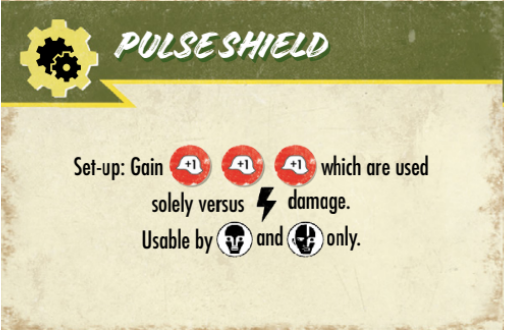 PULSE SHIELD
Set-up: Gain +1 +1 +1 which are used
solely versus damage.
Usable by and only.